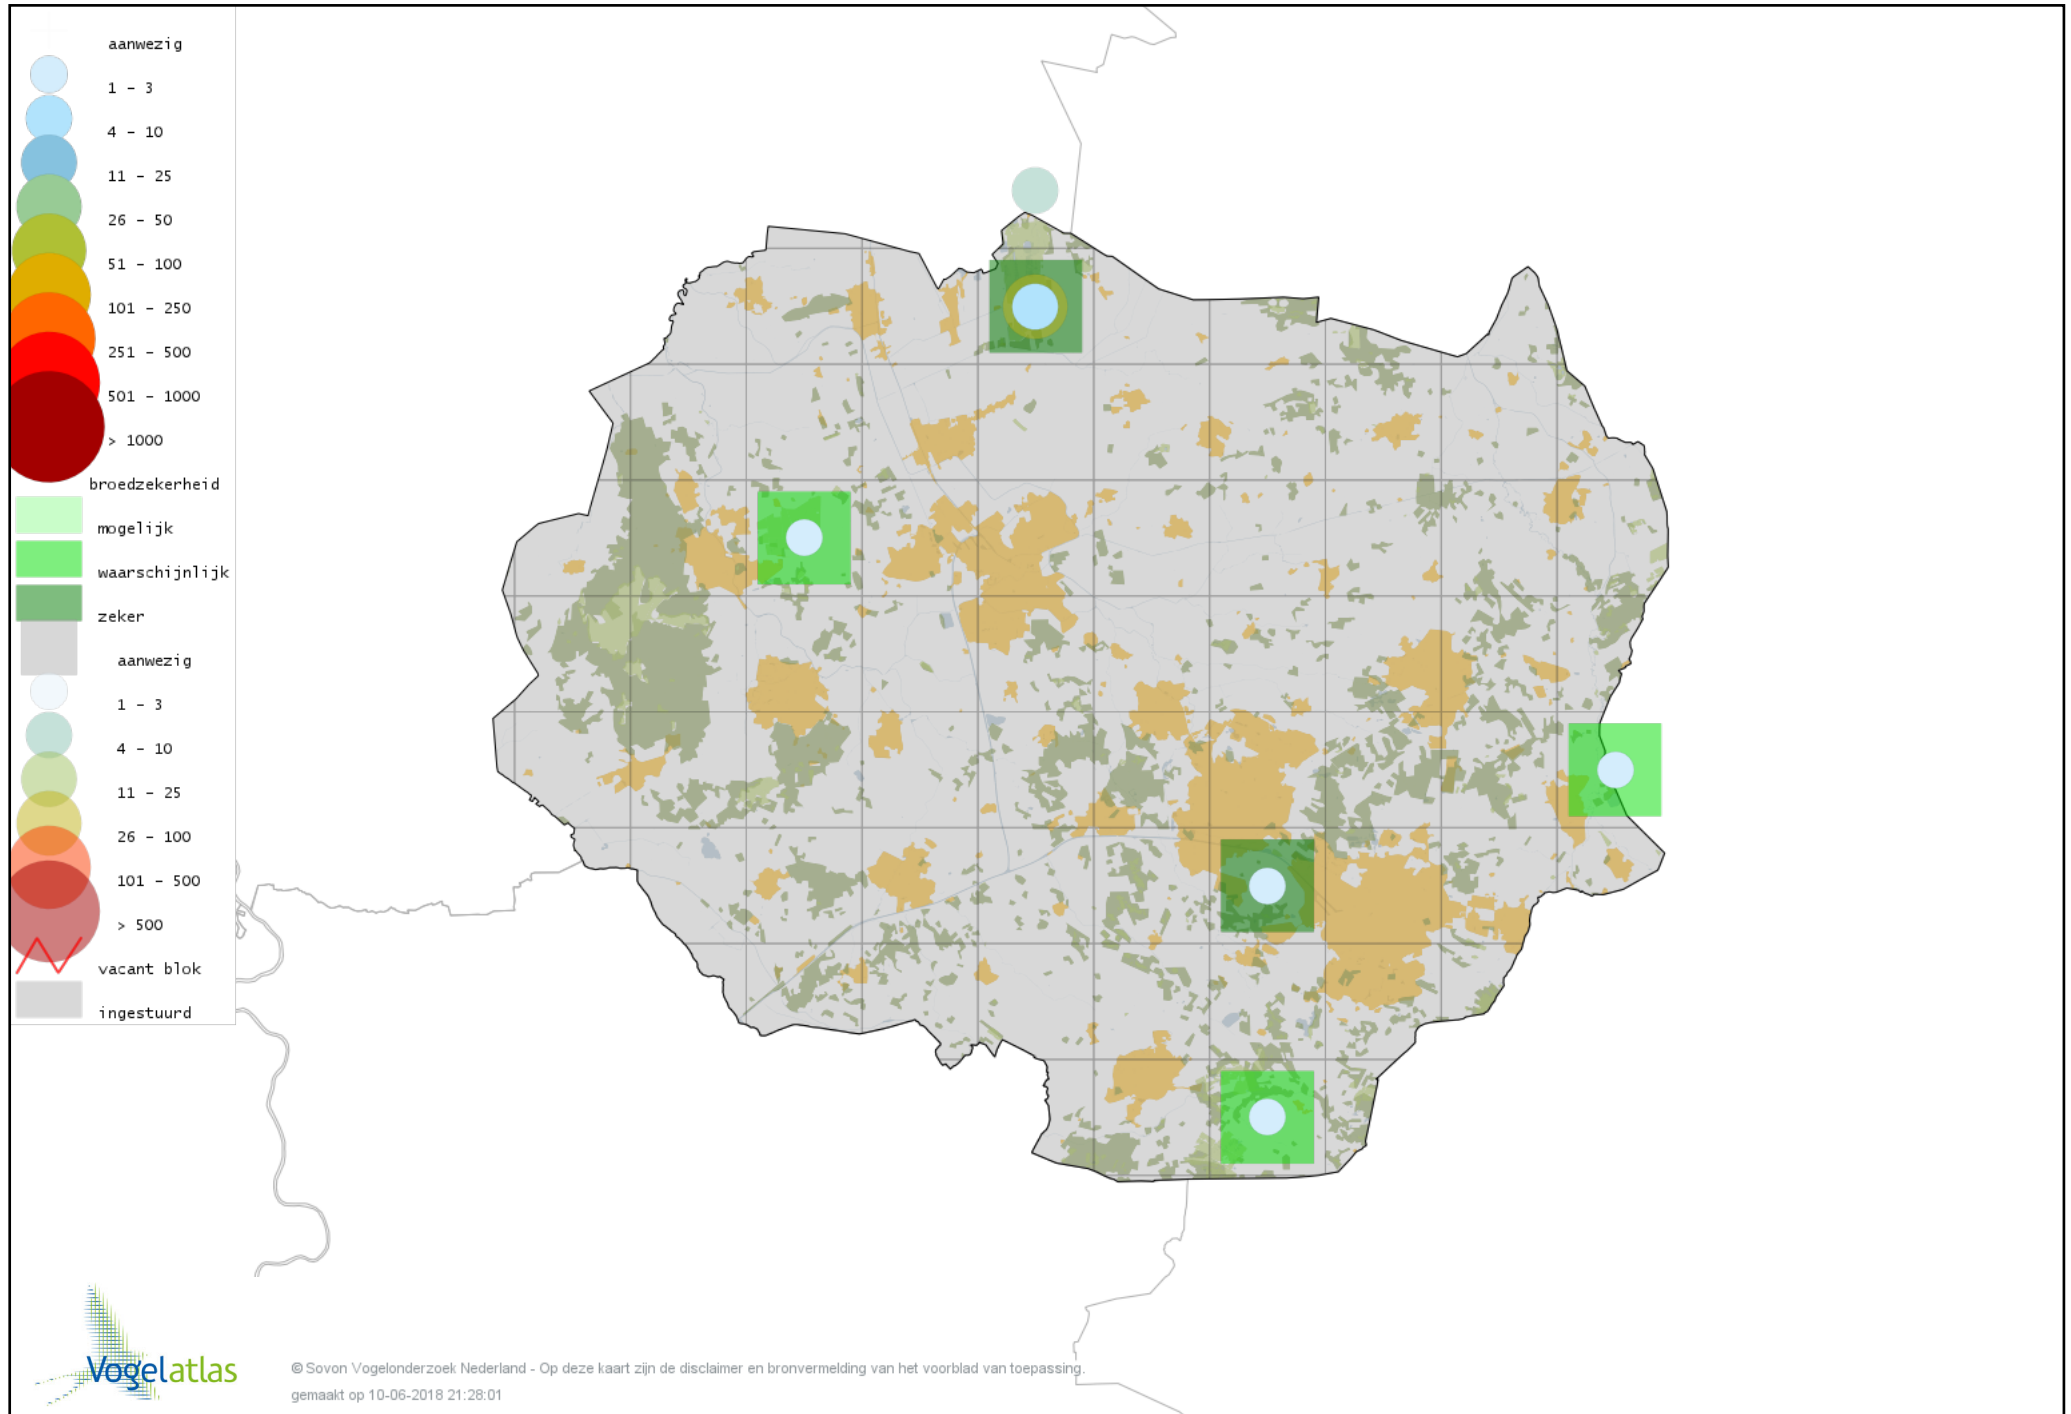 aanwezig
1 - 3
4 - 10
11 - 25
26 - 50
51 - 100
101 - 250
251 - 500
501 - 1000
> 1000
broedzekerheid
mogelijk
waarschijnlijk
zeker
aanwezig
1 - 3
4 - 10
11 - 25
26 - 100
101 - 500
> 500
vacant blok
ingestuurd
Vogelatlas
© Sovon Vogelonderzoek Nederland - Op deze kaart zijn de disclaimer en bronvermelding van het voorblad van toepassing.
gemaakt op 10-06-2018 21:28:01